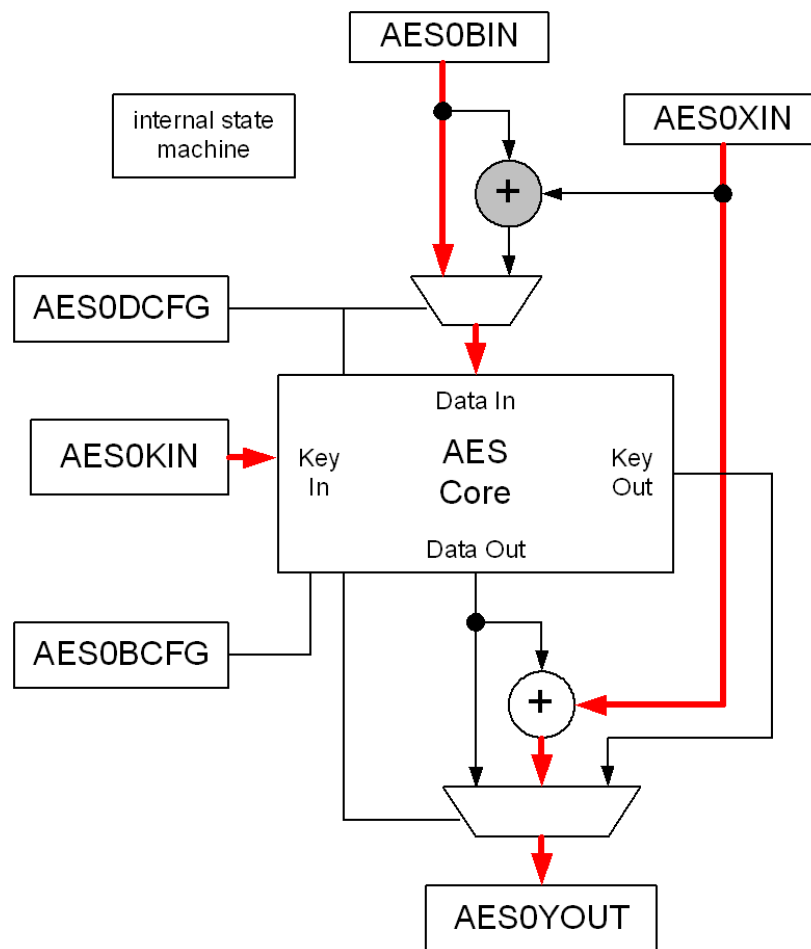 AES0BIN
internal state
machine
AES0XIN
+
AES0DCFG
Data In
AES0KIN
Key
In
AES
Core
Key
Out
Data Out
AES0BCFG
+
AES0YOUT